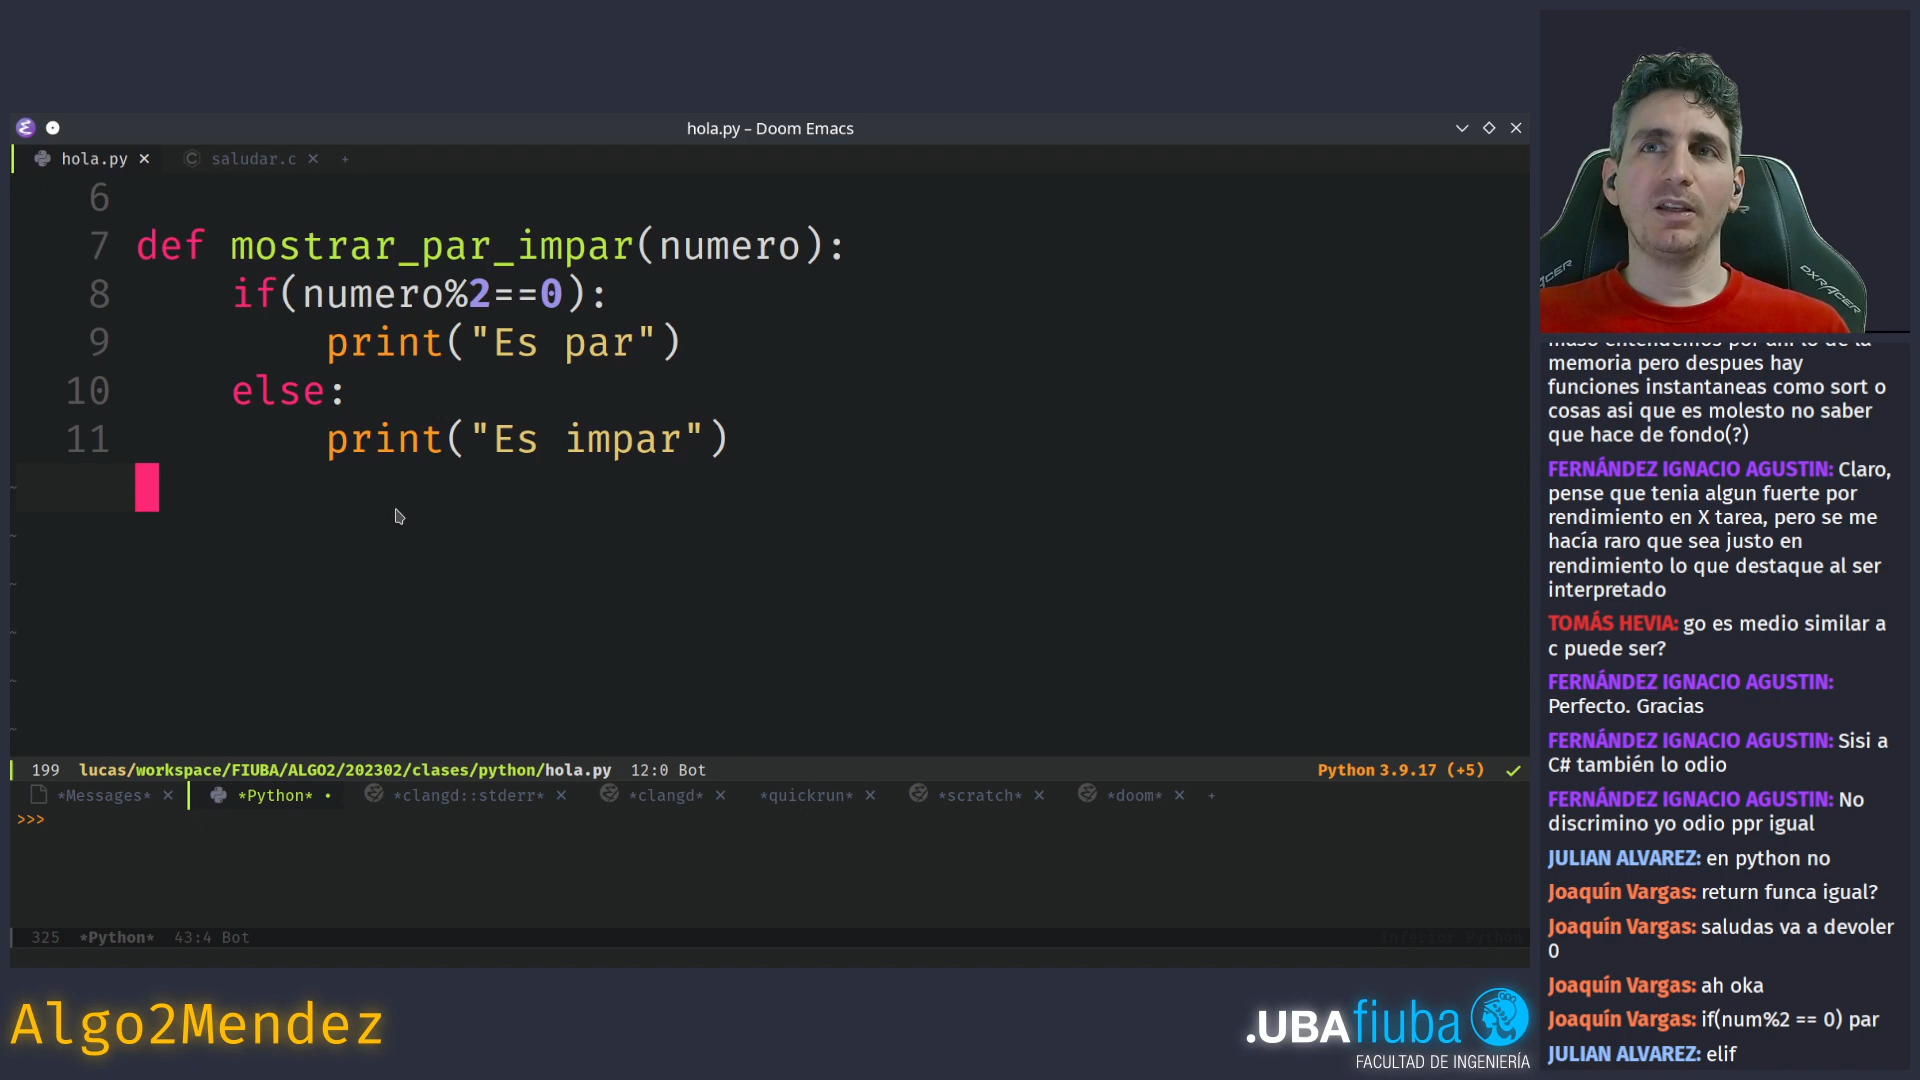 hola.py – Doom Emacs
hola.py
saludar.c
6
7 def mostrar_par_impar(numero):
8 if(numero%2==0):
9 print("Es par")
10 else:
11 print("Es impar")
199 lucas/workspace/FIUBA/ALGO2/202302/clases/python/hola.py 12:0 Bot
Python 3.9.17 (+5)
*Messages* *Python* *clangd::stderr* *clangd* *quickrun* *scratch* *doom*
>>>
325 *Python* 43:4 Bot
Inferior Python
Algo2Mendez
.UBAfiuba
FACULTAD DE INGENIERÍA
DXRACER
memoria pero despues hay
funciones instantaneas como sort o
cosas asi que es molesto no saber
que hace de fondo(?)
FERNÁNDEZ IGNACIO AGUSTIN: Claro,
pense que tenia algun fuerte por
rendimiento en X tarea, pero se me
hacía raro que sea justo en
rendimiento lo que destaque al ser
interpretado
TOMÁS HEVIA: go es medio similar a
c puede ser?
FERNÁNDEZ IGNACIO AGUSTIN:
Perfecto. Gracias
FERNÁNDEZ IGNACIO AGUSTIN: Sisi a
C# también lo odio
FERNÁNDEZ IGNACIO AGUSTIN: No
discrimino yo odio ppr igual
JULIAN ALVAREZ: en python no
Joaquín Vargas: return funca igual?
Joaquín Vargas: saludas va a devoler
0
Joaquín Vargas: ah oka
Joaquín Vargas: if(num%2 == 0) par
JULIAN ALVAREZ: elif